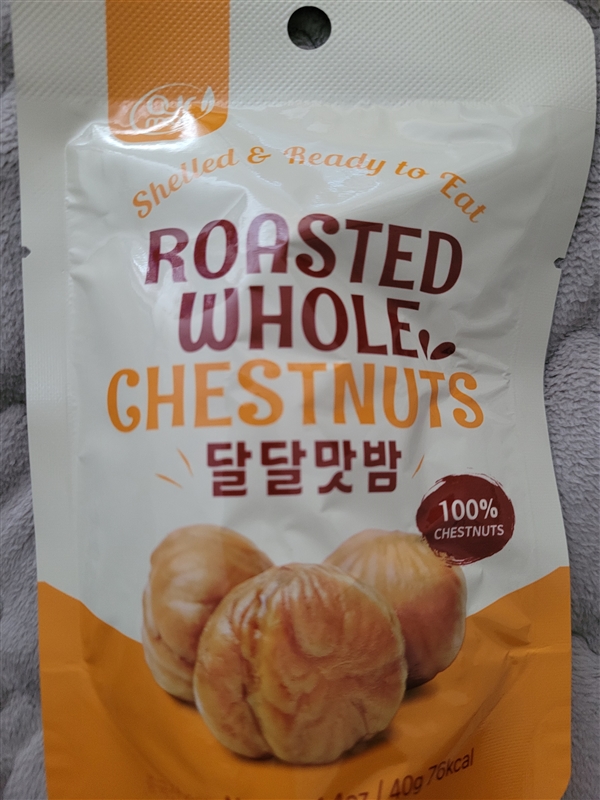 Shelled & Ready to Eat
ROASTED
WHOLE
CHESTNUTS
달달맛밤
100%
CHESTNUTS
40g 76kcal